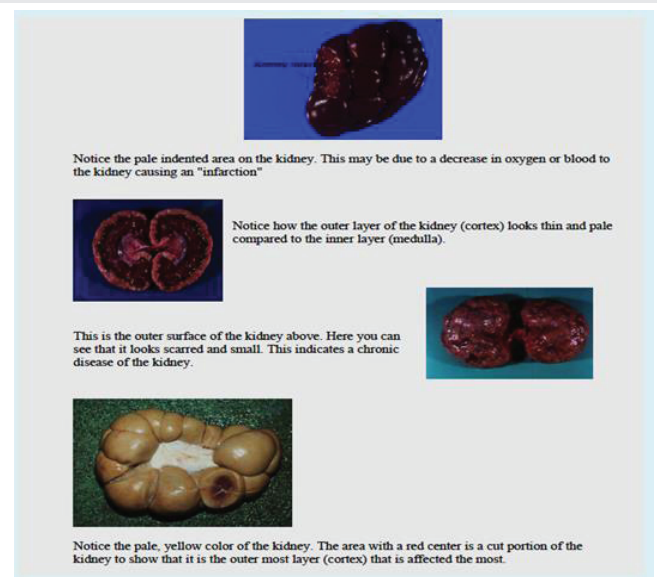 Notice the pale indented area on the kidney. This may be due to a decrease in oxygen or blood to
the kidney causing an "infarction"
Notice how the outer layer of the kidney (cortex) looks thin and pale
compared to the inner layer (medulla).
This is the outer surface of the kidney above. Here you can
see that it looks scarred and small. This indicates a chronic
disease of the kidney.
Notice the pale, yellow color of the kidney. The area with a red center is a cut portion of the
kidney to show that it is the outer most layer (cortex) that is affected the most.